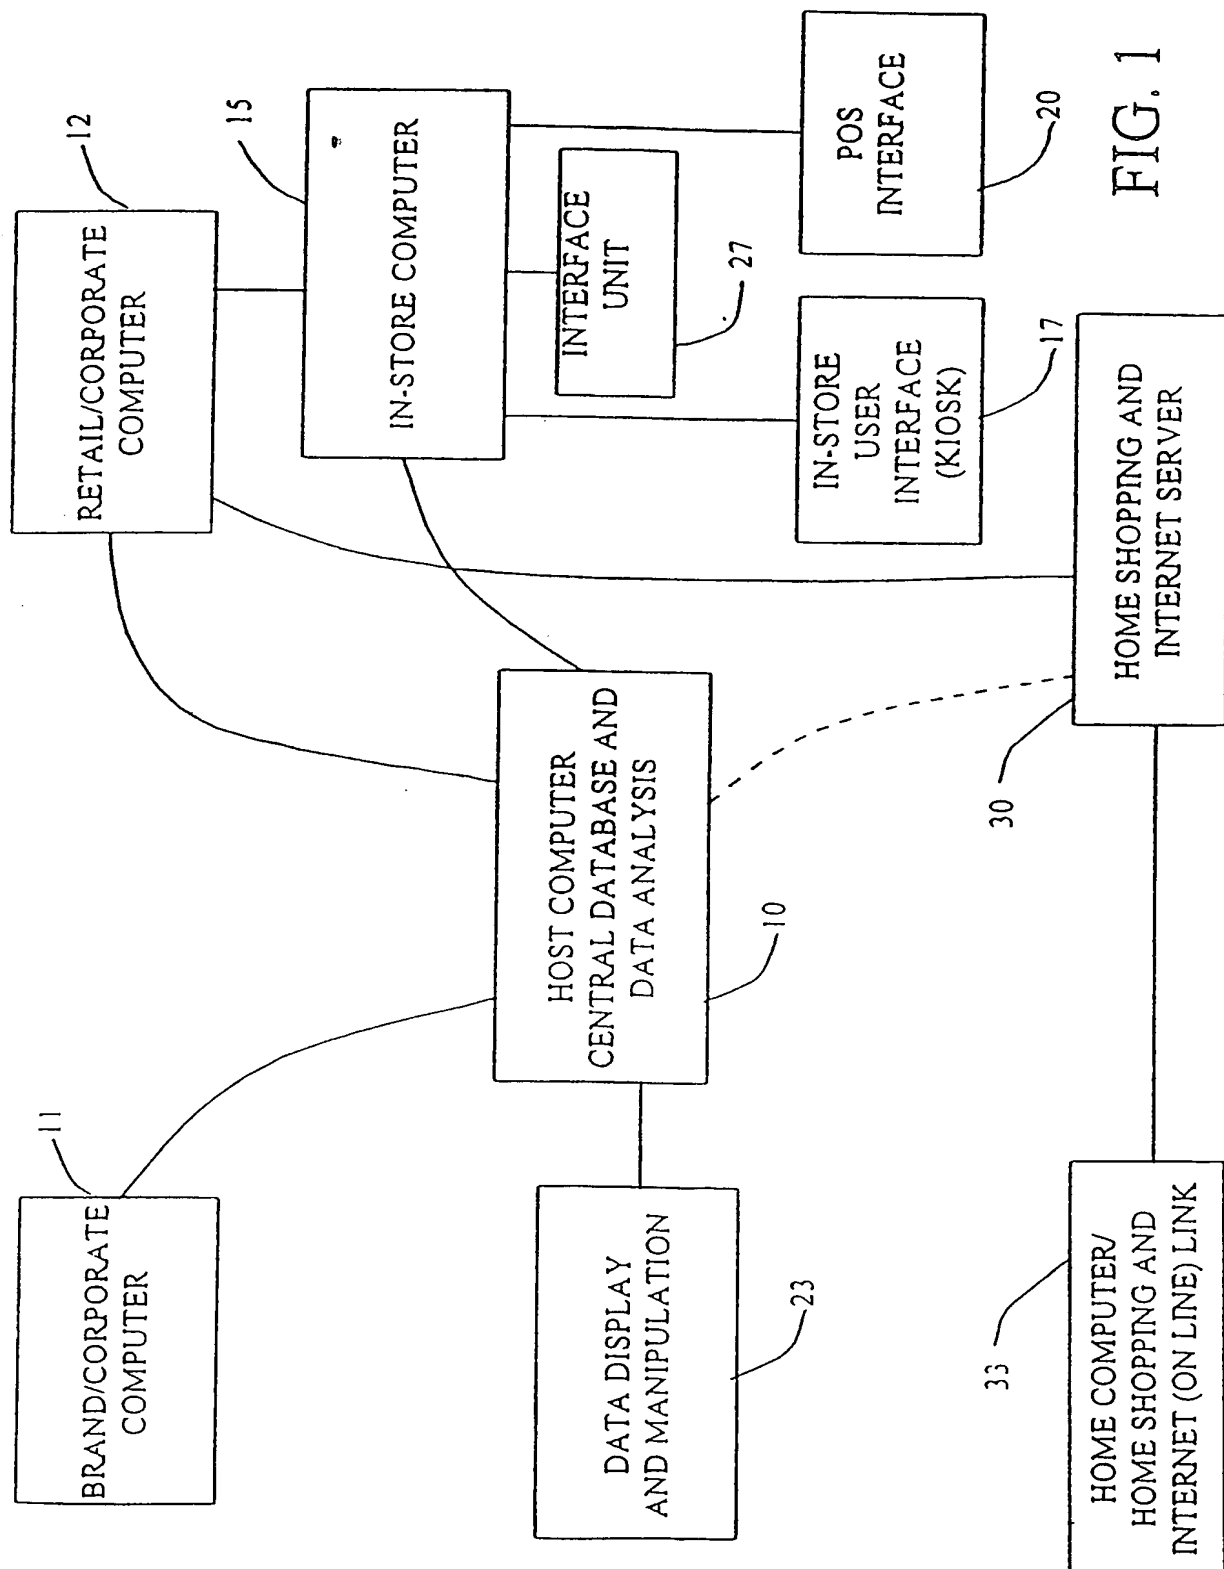 BRAND/CORPORATE
COMPUTER
11
RETAIL/CORPORATE
COMPUTER
12
IN-STORE COMPUTER
15
INTERFACE
UNIT
27
HOST COMPUTER
CENTRAL DATABASE AND
DATA ANALYSIS
10
DATA DISPLAY
AND MANIPULATION
23
IN-STORE
USER
INTERFACE
(KIOSK)
17
POS
INTERFACE
20
HOME COMPUTER/
HOME SHOPPING AND
INTERNET (ON LINE) LINK
33
HOME SHOPPING AND
INTERNET SERVER
30
FIG. 1